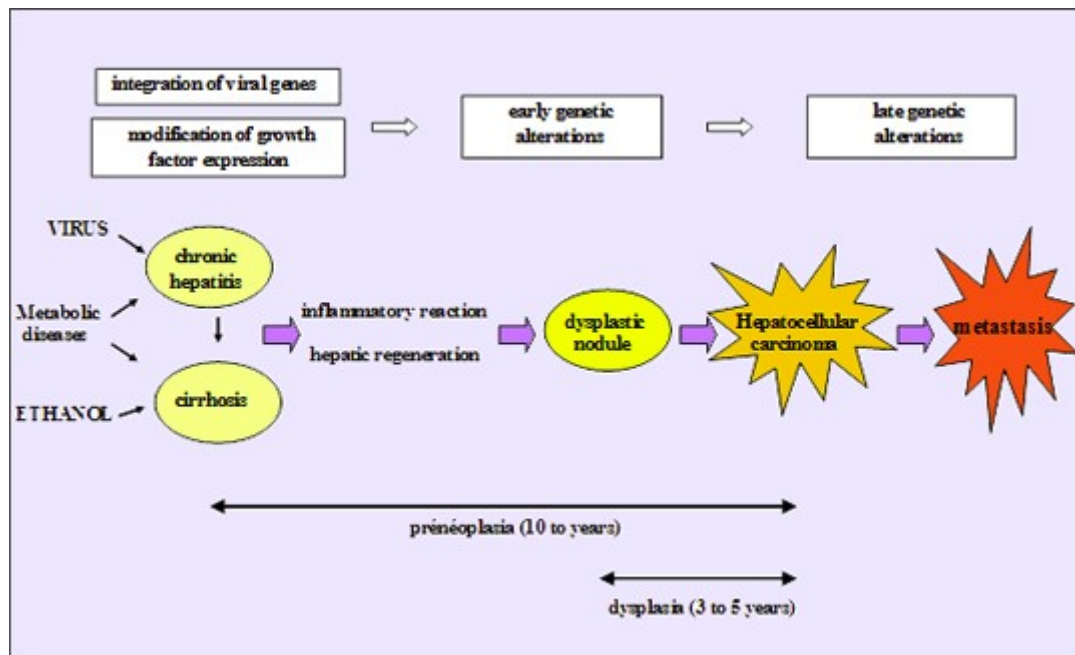 integration of viral genes
modification of growth
factor expression
early genetic
alterations
late genetic
alterations
VIRUS
chronic
hepatitis
Metabolic
diseases
inflammatory reaction
hepatic regeneration
dysplastic
nodule
Hepatocellular
carcinoma
metastasis
ETHANOL
cirrhosis
prénéoplasia (10 to years)
dysplasia (3 to 5 years)